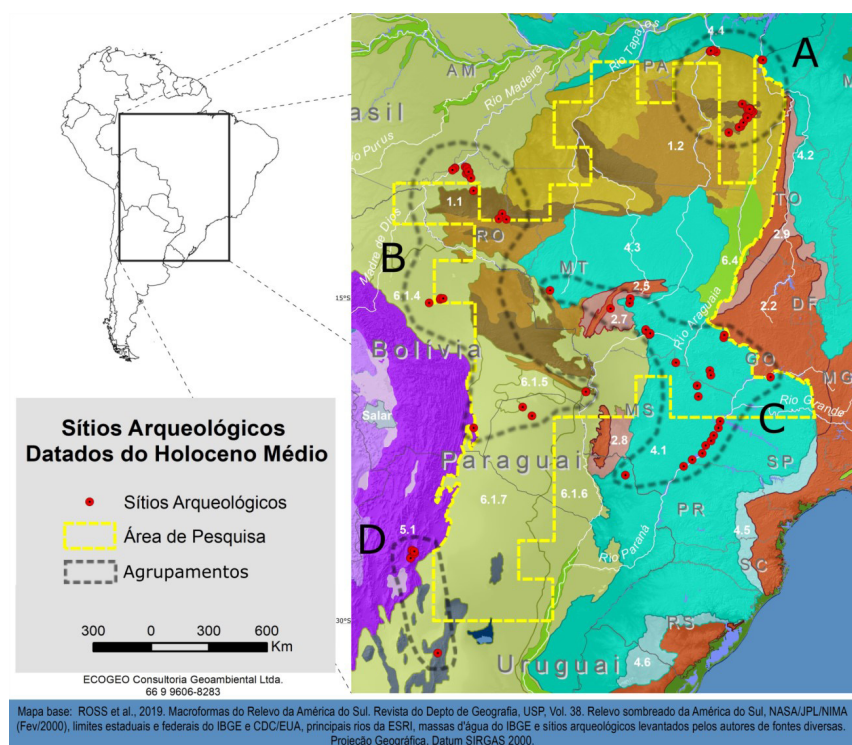 Sítios Arqueológicos
Datados do Holoceno Médio
Sítios Arqueológicos
Área de Pesquisa
Agrupamentos
300 0 300 600
Km
ECOGEO Consultoria Geoambiental Ltda.
66 9 9606-8283
A
4.4
Rio Tapajós
PA
AM
Rio Madeira
asil
Rio Purus
1.2
4.2
1.1
TO
Madre de Dios
RO
2.9
B
4.3
6.4
MT
2.5
15°S
6 1.4
2.7
Rio Araguaia
2.2
DF
Bolívia
GO
MG
6.1.5
Salar
MS
Rio Grande
C
2.8
4.1
Paraguai
SP
6.1.7
6.1.6
PR
D
5.1
4.5
Rio Paraná
SC
30°S
RS
Uruguai
4.6
Mapa base: ROSS et al., 2019. Macroformas do Relevo da América do Sul. Revista do Depto de Geografia, USP, Vol. 38. Relevo sombreado da América do Sul, NASA/JPL/NIMA
(Fev/2000), limites estaduais e federais do IBGE e CDC/EUA, principais rios da ESRI, massas d'água do IBGE e sítios arqueológicos levantados pelos autores de fontes diversas.
Projeção Geográfica, Datum SIRGAS 2000.